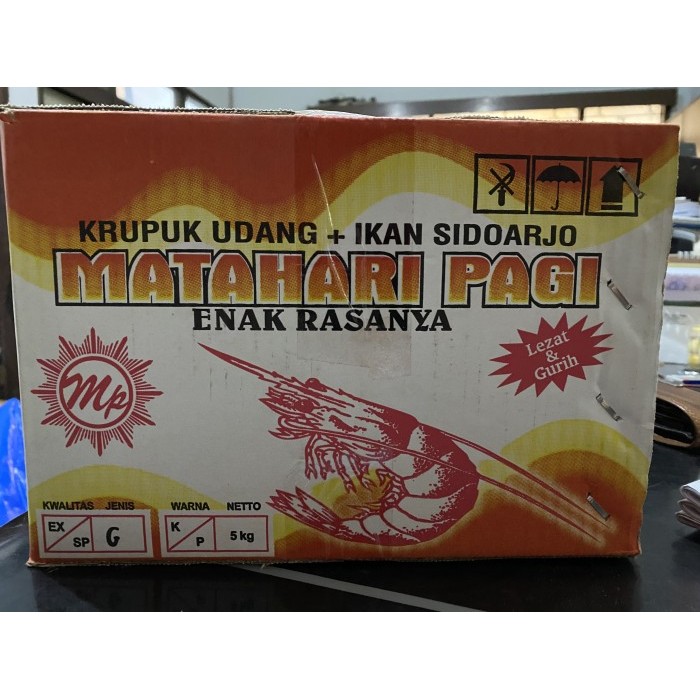 KRUPUK UDANG + IKAN SIDOARJO
MATAHARI PAGI
ENAK RASANYA
Lezat
&
Gurih
Mp
KWALITAS JENIS WARNA NETTO
EX / SP G K / P 5 kg